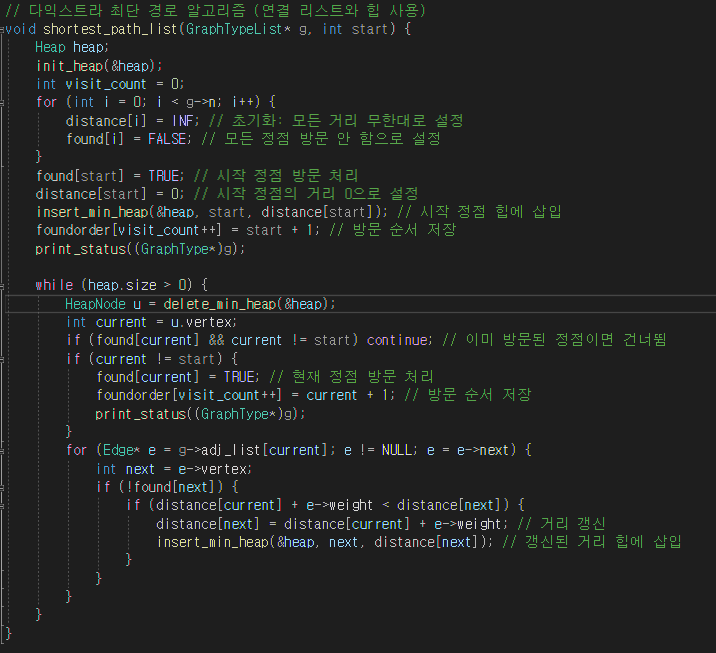 // 다익스트라 최단 경로 알고리즘 (연결 리스트와 힙 사용)
void shortest_path_list(GraphTypeList* g, int start) {
    Heap heap;
    init_heap(&heap);
    int visit_count = 0;
    for (int i = 0; i < g->n; i++) {
        distance[i] = INF; // 초기화: 모든 거리 무한대로 설정
        found[i] = FALSE; // 모든 정점 방문 안 함으로 설정
    }
    found[start] = TRUE; // 시작 정점 방문 처리
    distance[start] = 0; // 시작 정점의 거리 0으로 설정
    insert_min_heap(&heap, start, distance[start]); // 시작 정점 힙에 삽입
    foundorder[visit_count++] = start + 1; // 방문 순서 저장
    print_status((GraphType*)g);

    while (heap.size > 0) {
        HeapNode u = delete_min_heap(&heap);
        int current = u.vertex;
        if (found[current] && current != start) continue; // 이미 방문된 정점이면 건너뜀
        if (current != start) {
            found[current] = TRUE; // 현재 정점 방문 처리
            foundorder[visit_count++] = current + 1; // 방문 순서 저장
            print_status((GraphType*)g);
        }
        for (Edge* e = g->adj_list[current]; e != NULL; e = e->next) {
            int next = e->vertex;
            if (!found[next]) {
                if (distance[current] + e->weight < distance[next]) {
                    distance[next] = distance[current] + e->weight; // 거리 갱신
                    insert_min_heap(&heap, next, distance[next]); // 갱신된 거리 힙에 삽입
                }
            }
        }
    }
}